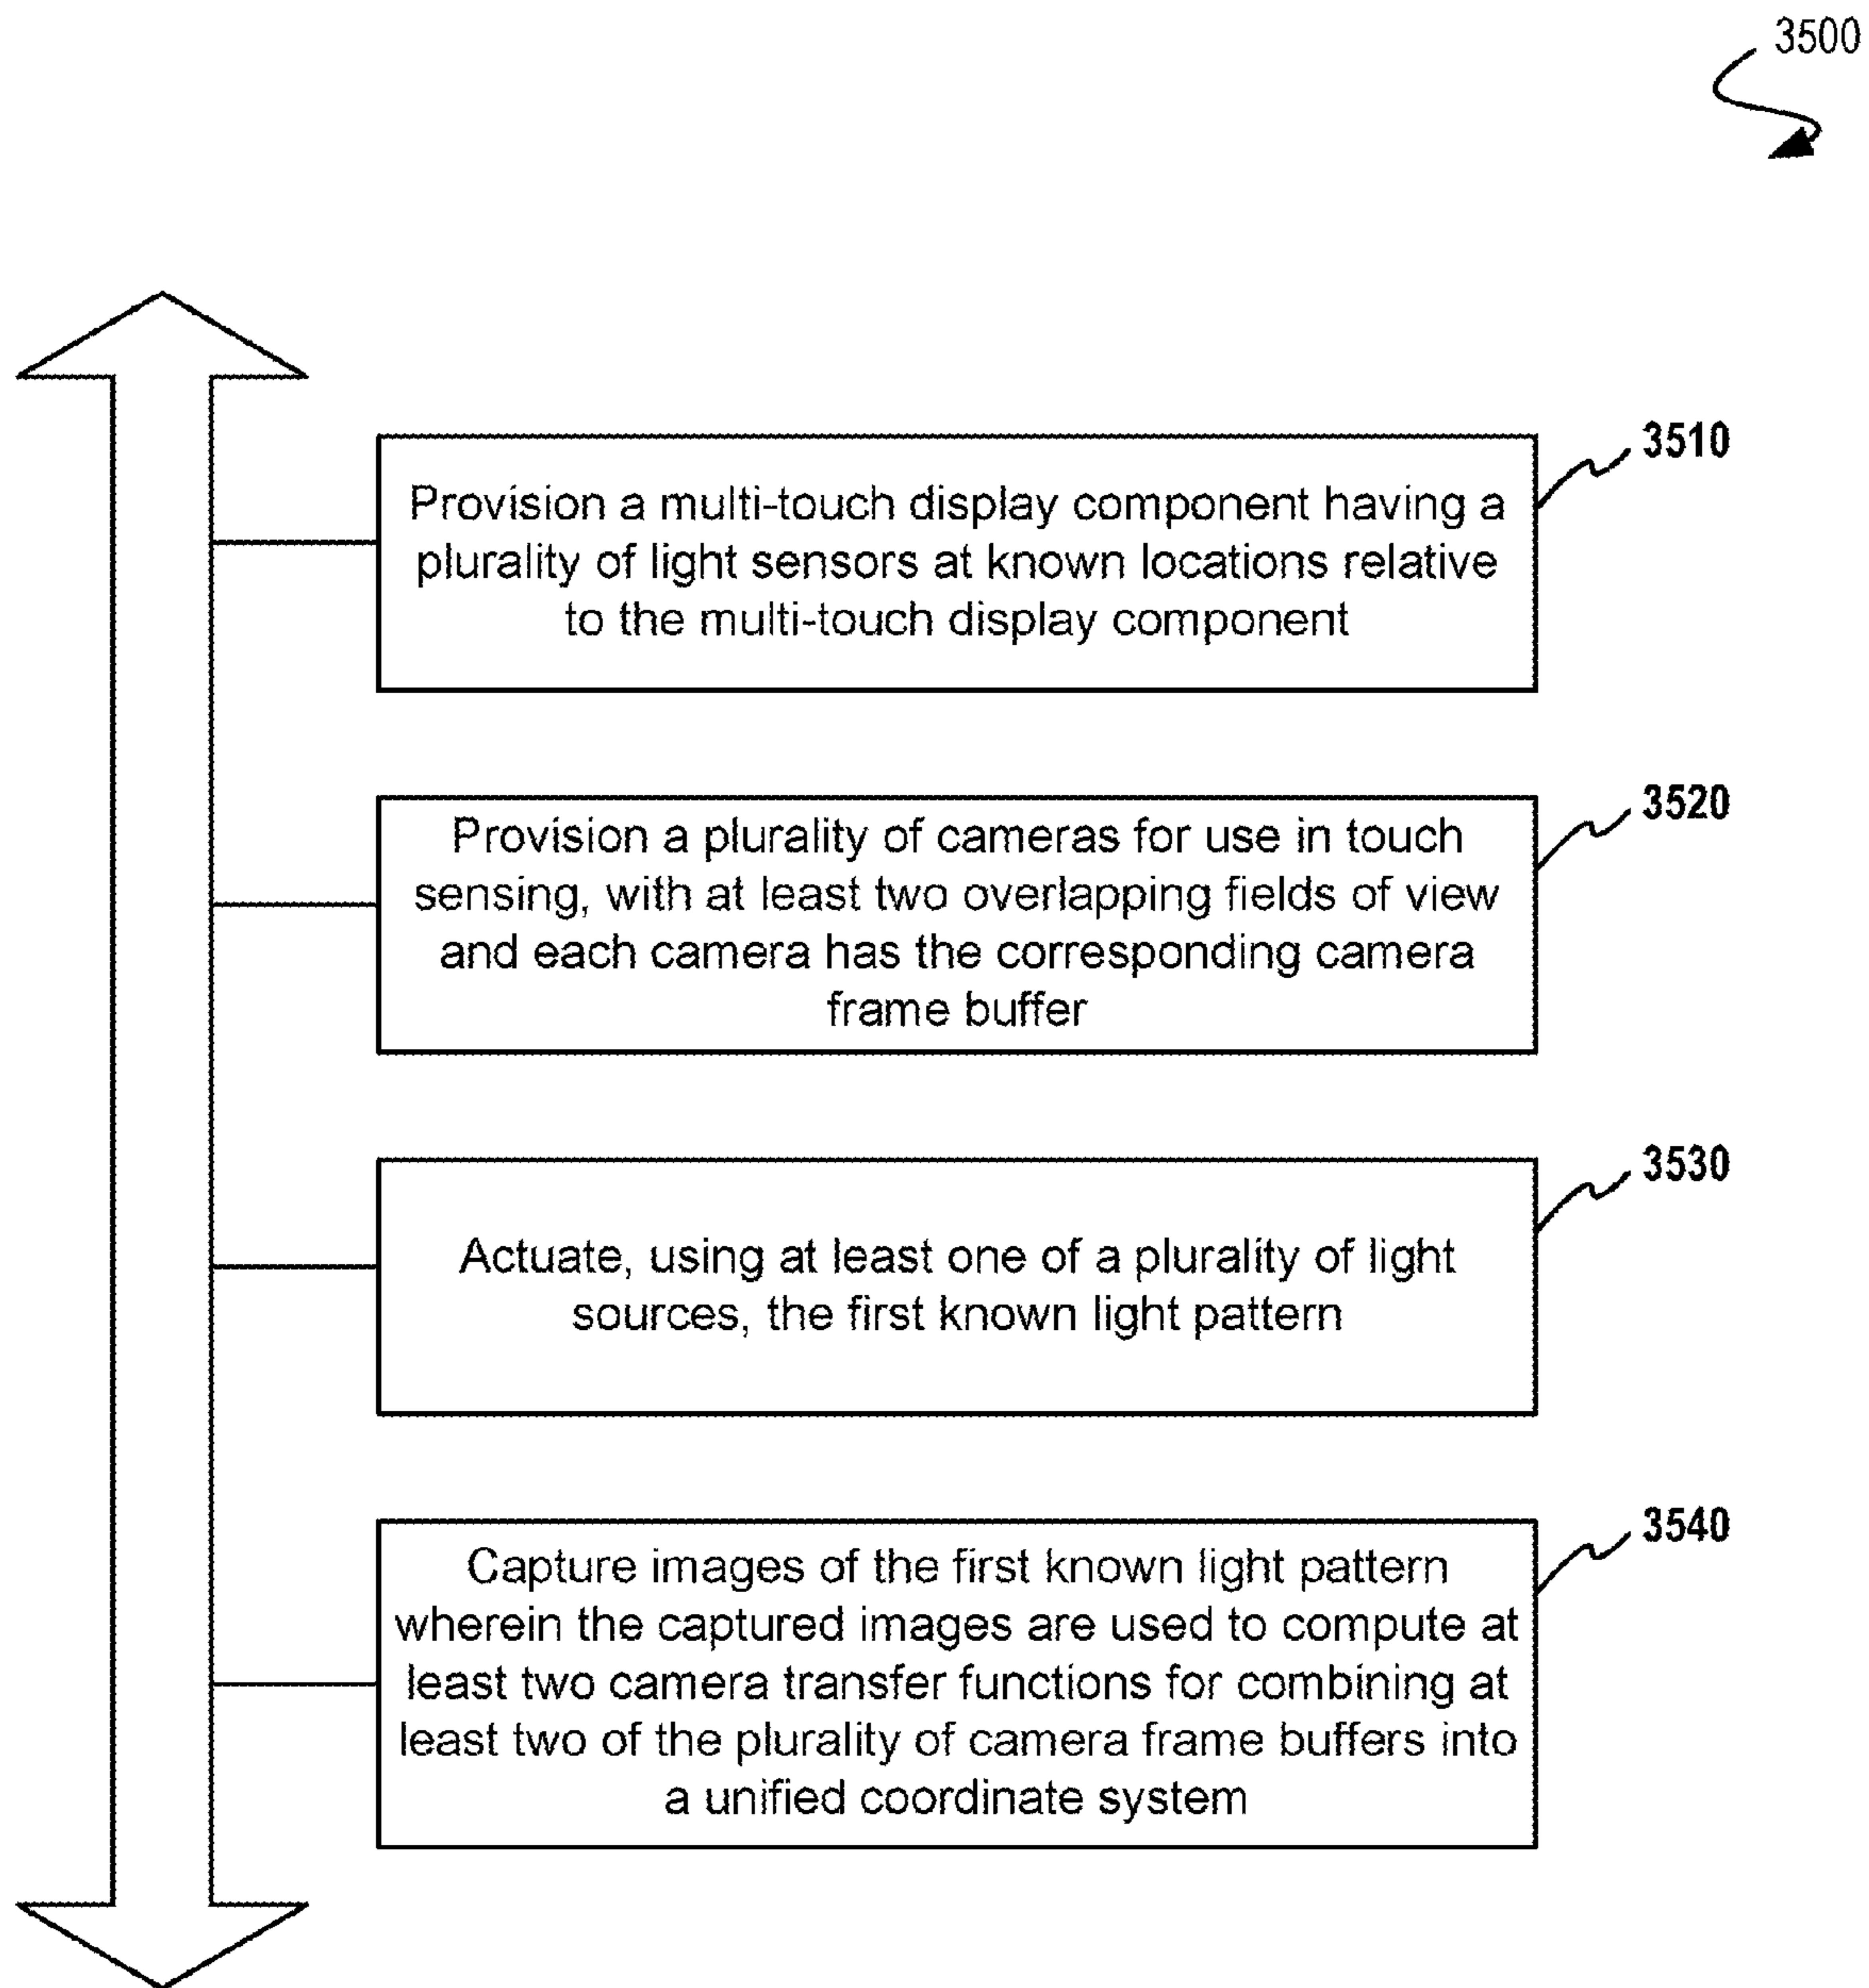 3500
3510
Provision a multi-touch display component having a
plurality of light sensors at known locations relative
to the multi-touch display component
3520
Provision a plurality of cameras for use in touch
sensing, with at least two overlapping fields of view
and each camera has the corresponding camera
frame buffer
3530
Actuate, using at least one of a plurality of light
sources, the first known light pattern
3540
Capture images of the first known light pattern
wherein the captured images are used to compute at
least two camera transfer functions for combining at
least two of the plurality of camera frame buffers into
a unified coordinate system